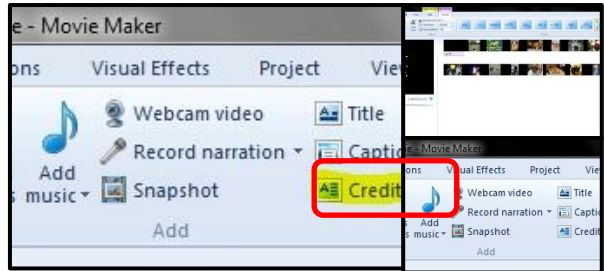 e - Movie Maker
ons Visual Effects Project Vie
Webcam video Title
Add Record narration Captio
s music Snapshot Credit
Add
e - Movie Maker
ons Visual Effects Project Vie
Webcam video Title
Add Record narration Captic
s music Snapshot Credit
Add